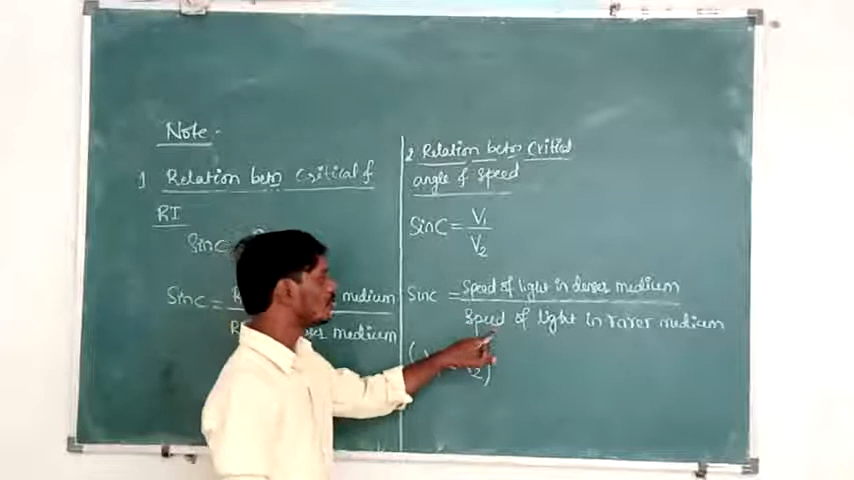 Note:-
1 Relation betn Critical &
RI
Sinc
Sinc = medium
medium
2 Relation betn Critical
angle & Speed
Sinc = V1
V2
Sinc = Speed of light in denser medium
Speed of light in rarer medium